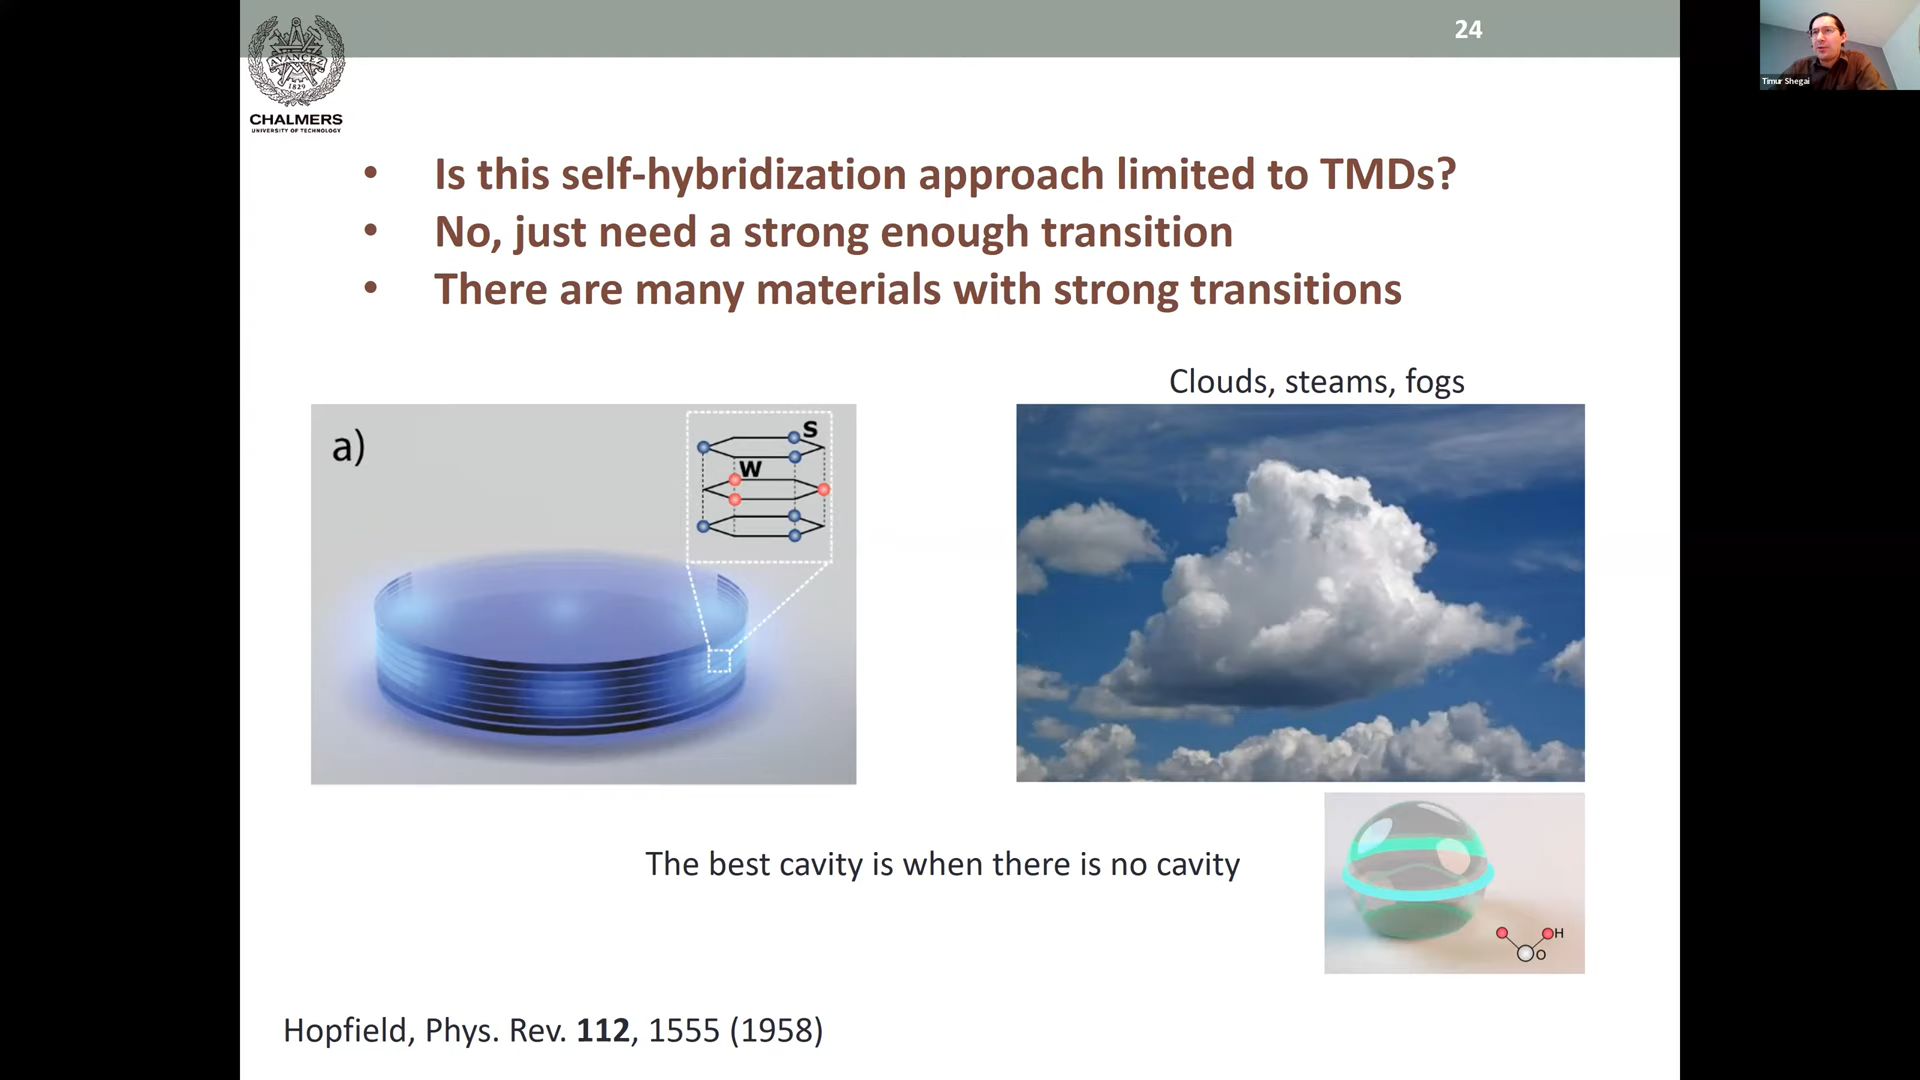 24
Timur Shegai
AVANCEZ
1829
CHALMERS
UNIVERSITY OF TECHNOLOGY
• Is this self-hybridization approach limited to TMDs?
• No, just need a strong enough transition
• There are many materials with strong transitions
Clouds, steams, fogs
a)
S
W
The best cavity is when there is no cavity
H
O
Hopfield, Phys. Rev. 112, 1555 (1958)